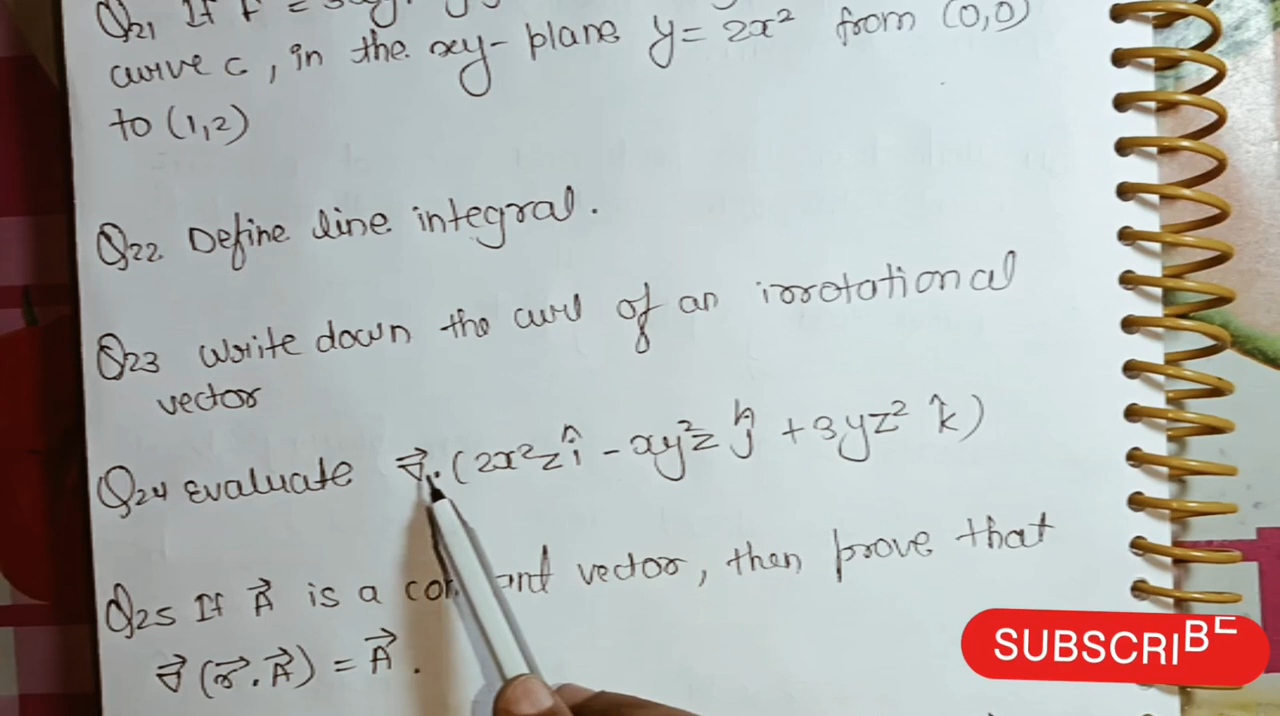 Q21 If F =
curve c, in the xy-plane y= 2x² from (0,0)
to (1,2)
Q22 Define line integral.
Q23 Write down the curl of an irrotational
vector
Q24 evaluate ∇⃗.(2x²z î - xy²z ĵ + 3yz² k̂)
Q25 If A⃗ is a vector, then prove that
∇⃗ (r⃗.A⃗) = A⃗.
SUBSCRIBE